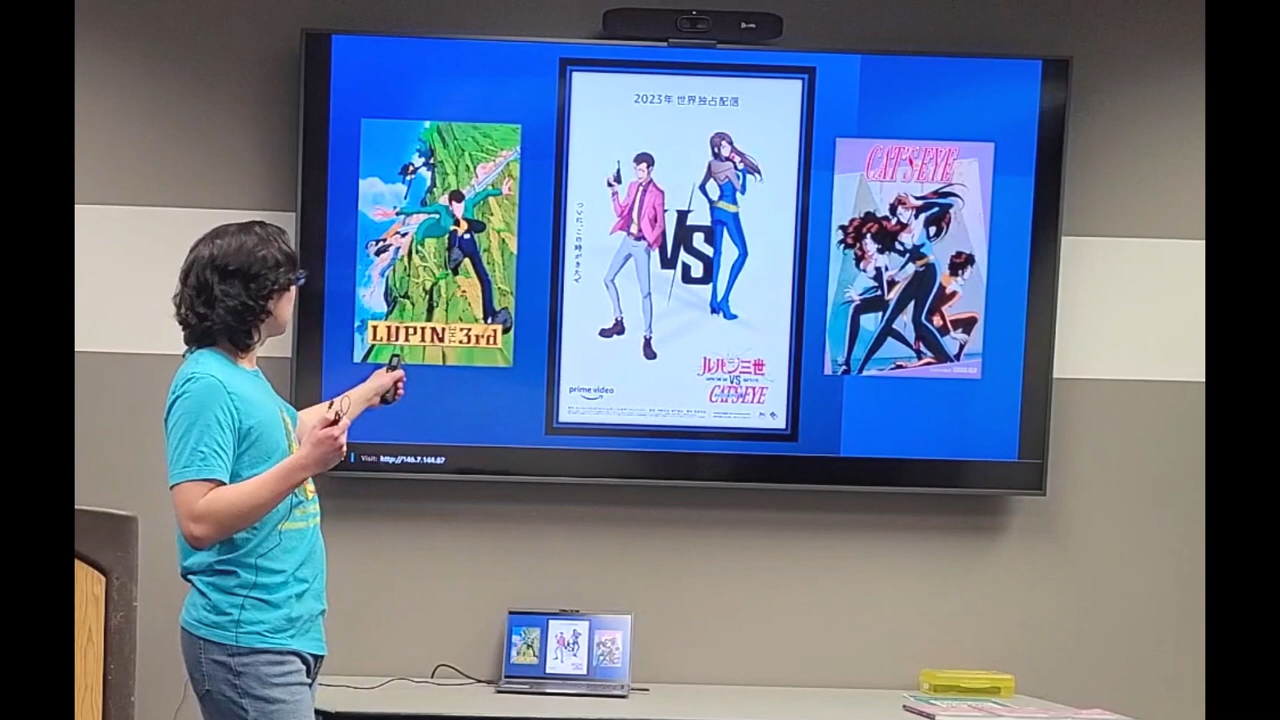 LUPIN THE 3rd
2023年 世界独占配信
ついに、この時がきた。
VS
prime video
ルパン三世
VS
CAT'S♥EYE
CAT'S♥EYE
Visit: http://146.7.144.87